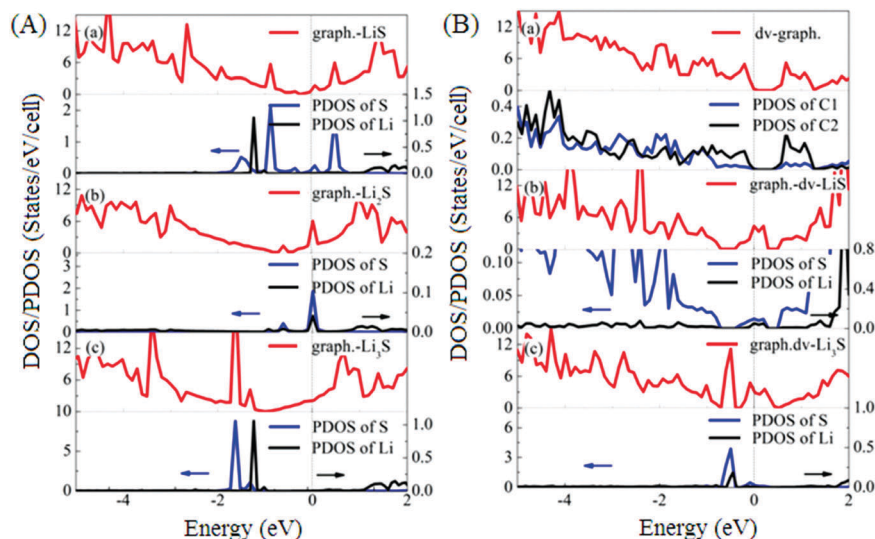 (A)
(a)
graph.-LiS
12
6
0
2
1
0
1.5
1.0
0.5
0.0
PDOS of S
PDOS of Li
(b)
graph.-Li₂S
12
6
0
3
2
1
0
0.2
0.1
0.0
PDOS of S
PDOS of Li
(c)
graph.-Li₃S
12
6
10
5
0
1.0
0.5
0.0
PDOS of S
PDOS of Li
-4
-2
0
2
Energy (eV)
DOS/PDOS (States/eV/cell)
(B)
(a)
dv-graph.
12
6
0
0.4
0.2
0.0
PDOS of C1
PDOS of C2
(b)
graph.-dv-LiS
12
6
0
0.10
0.05
0.00
0.8
0.4
0.0
PDOS of S
PDOS of Li
(c)
graph.dv-Li₃S
12
6
0
6
3
0
1.0
0.5
0.0
PDOS of S
PDOS of Li
-4
-2
0
2
Energy (eV)
DOS/PDOS (States/eV/cell)